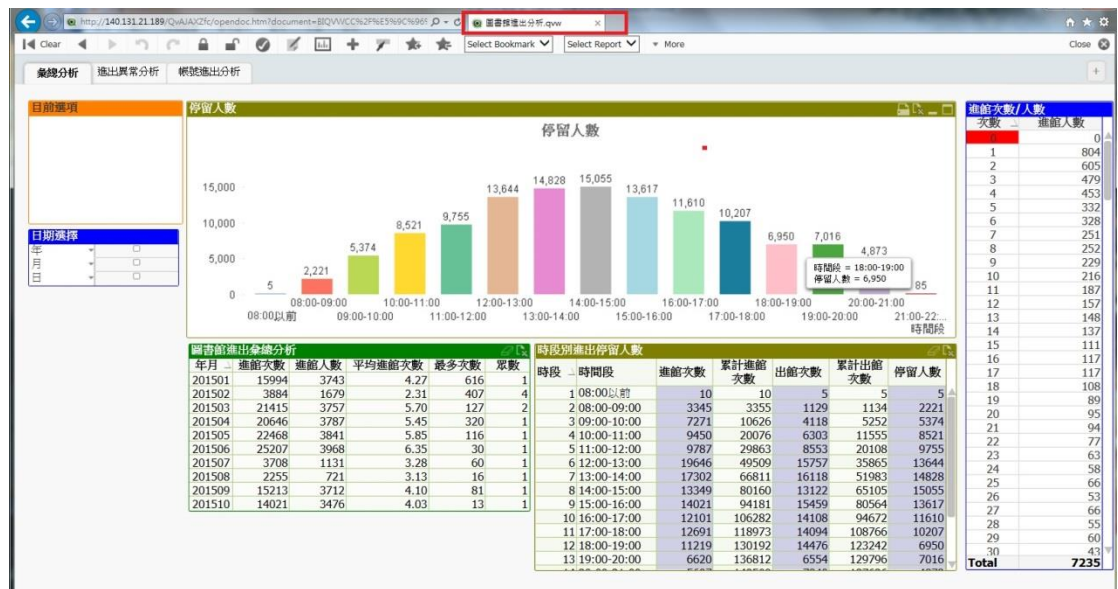 http://140.131.21.189/QvAJAXZfc/opendoc.htm?document=BIQVWCC%2F%E5%9C%96 圖書館進出分析.qvw
Clear Select Bookmark Select Report More Close
彙總分析 進出異常分析 帳號進出分析
目前選項
日期選擇
年
月
日
停留人數
停留人數
15,000
10,000
5,000
0
5
2,221
5,374
8,521
9,755
13,644
14,828
15,055
13,617
11,610
10,207
6,950
7,016
4,873
85
時間段 = 18:00-19:00
停留人數 = 6,950
08:00-09:00 10:00-11:00 12:00-13:00 14:00-15:00 16:00-17:00 18:00-19:00 20:00-21:00
08:00以前 09:00-10:00 11:00-12:00 13:00-14:00 15:00-16:00 17:00-18:00 19:00-20:00 21:00-22:...
時間段
圖書館進出彙總分析
年月 進館次數 進館人數 平均進館次數 最多次數 眾數
201501 15994 3743 4.27 616 1
201502 3884 1679 2.31 407 4
201503 21415 3757 5.70 127 2
201504 20646 3787 5.45 320 1
201505 22468 3841 5.85 116 1
201506 25207 3968 6.35 30 1
201507 3708 1131 3.28 60 1
201508 2255 721 3.13 16 1
201509 15213 3712 4.10 81 1
201510 14021 3476 4.03 13 1
時段別進出停留人數
時段 時間段 進館次數 累計進館次數 出館次數 累計出館次數 停留人數
1 08:00以前 10 10 5 5 5
2 08:00-09:00 3345 3355 1129 1134 2221
3 09:00-10:00 7271 10626 4118 5252 5374
4 10:00-11:00 9450 20076 6303 11555 8521
5 11:00-12:00 9787 29863 8553 20108 9755
6 12:00-13:00 19646 49509 15757 35865 13644
7 13:00-14:00 17302 66811 16118 51983 14828
8 14:00-15:00 13349 80160 13122 65105 15055
9 15:00-16:00 14021 94181 15459 80564 13617
10 16:00-17:00 12101 106282 14108 94672 11610
11 17:00-18:00 12691 118973 14094 108766 10207
12 18:00-19:00 11219 130192 14476 123242 6950
13 19:00-20:00 6620 136812 6554 129796 7016
進館次數/人數
次數 進館人數
0 0
1 804
2 605
3 479
4 453
5 332
6 328
7 251
8 252
9 229
10 216
11 187
12 157
13 148
14 137
15 111
16 117
17 117
18 108
19 89
20 95
21 94
22 77
23 63
24 58
25 66
26 53
27 66
28 55
29 60
30 43
Total 7235